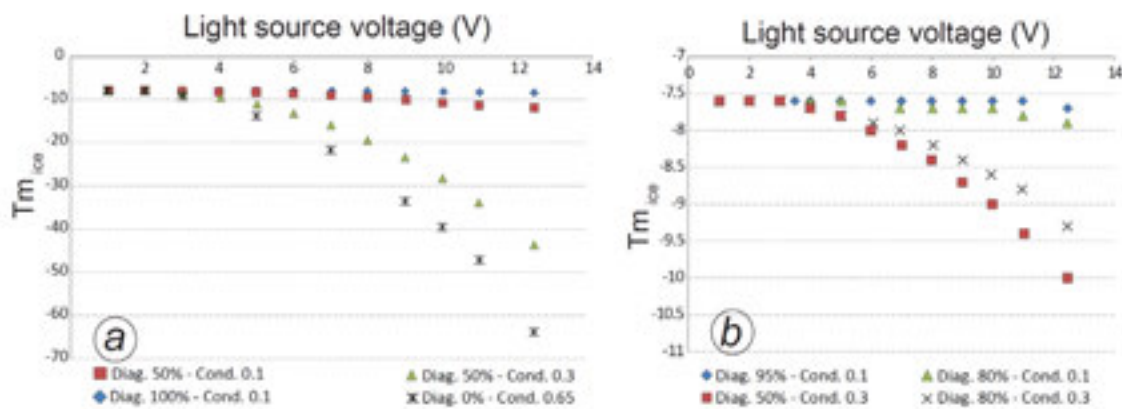 Light source voltage (V)
0 2 4 6 8 10 12 14
0
-10
-20
-30
-40
-50
-60
-70
Tm ice
a
Diag. 50% - Cond. 0.1
Diag. 50% - Cond. 0.3
Diag. 100% - Cond. 0.1
Diag. 0% - Cond. 0.65
Light source voltage (V)
0 2 4 6 8 10 12 14
-7
-7.5
-8
-8.5
-9
-9.5
-10
-10.5
-11
Tm ice
b
Diag. 95% - Cond. 0.1
Diag. 80% - Cond. 0.1
Diag. 50% - Cond. 0.3
Diag. 80% - Cond. 0.3